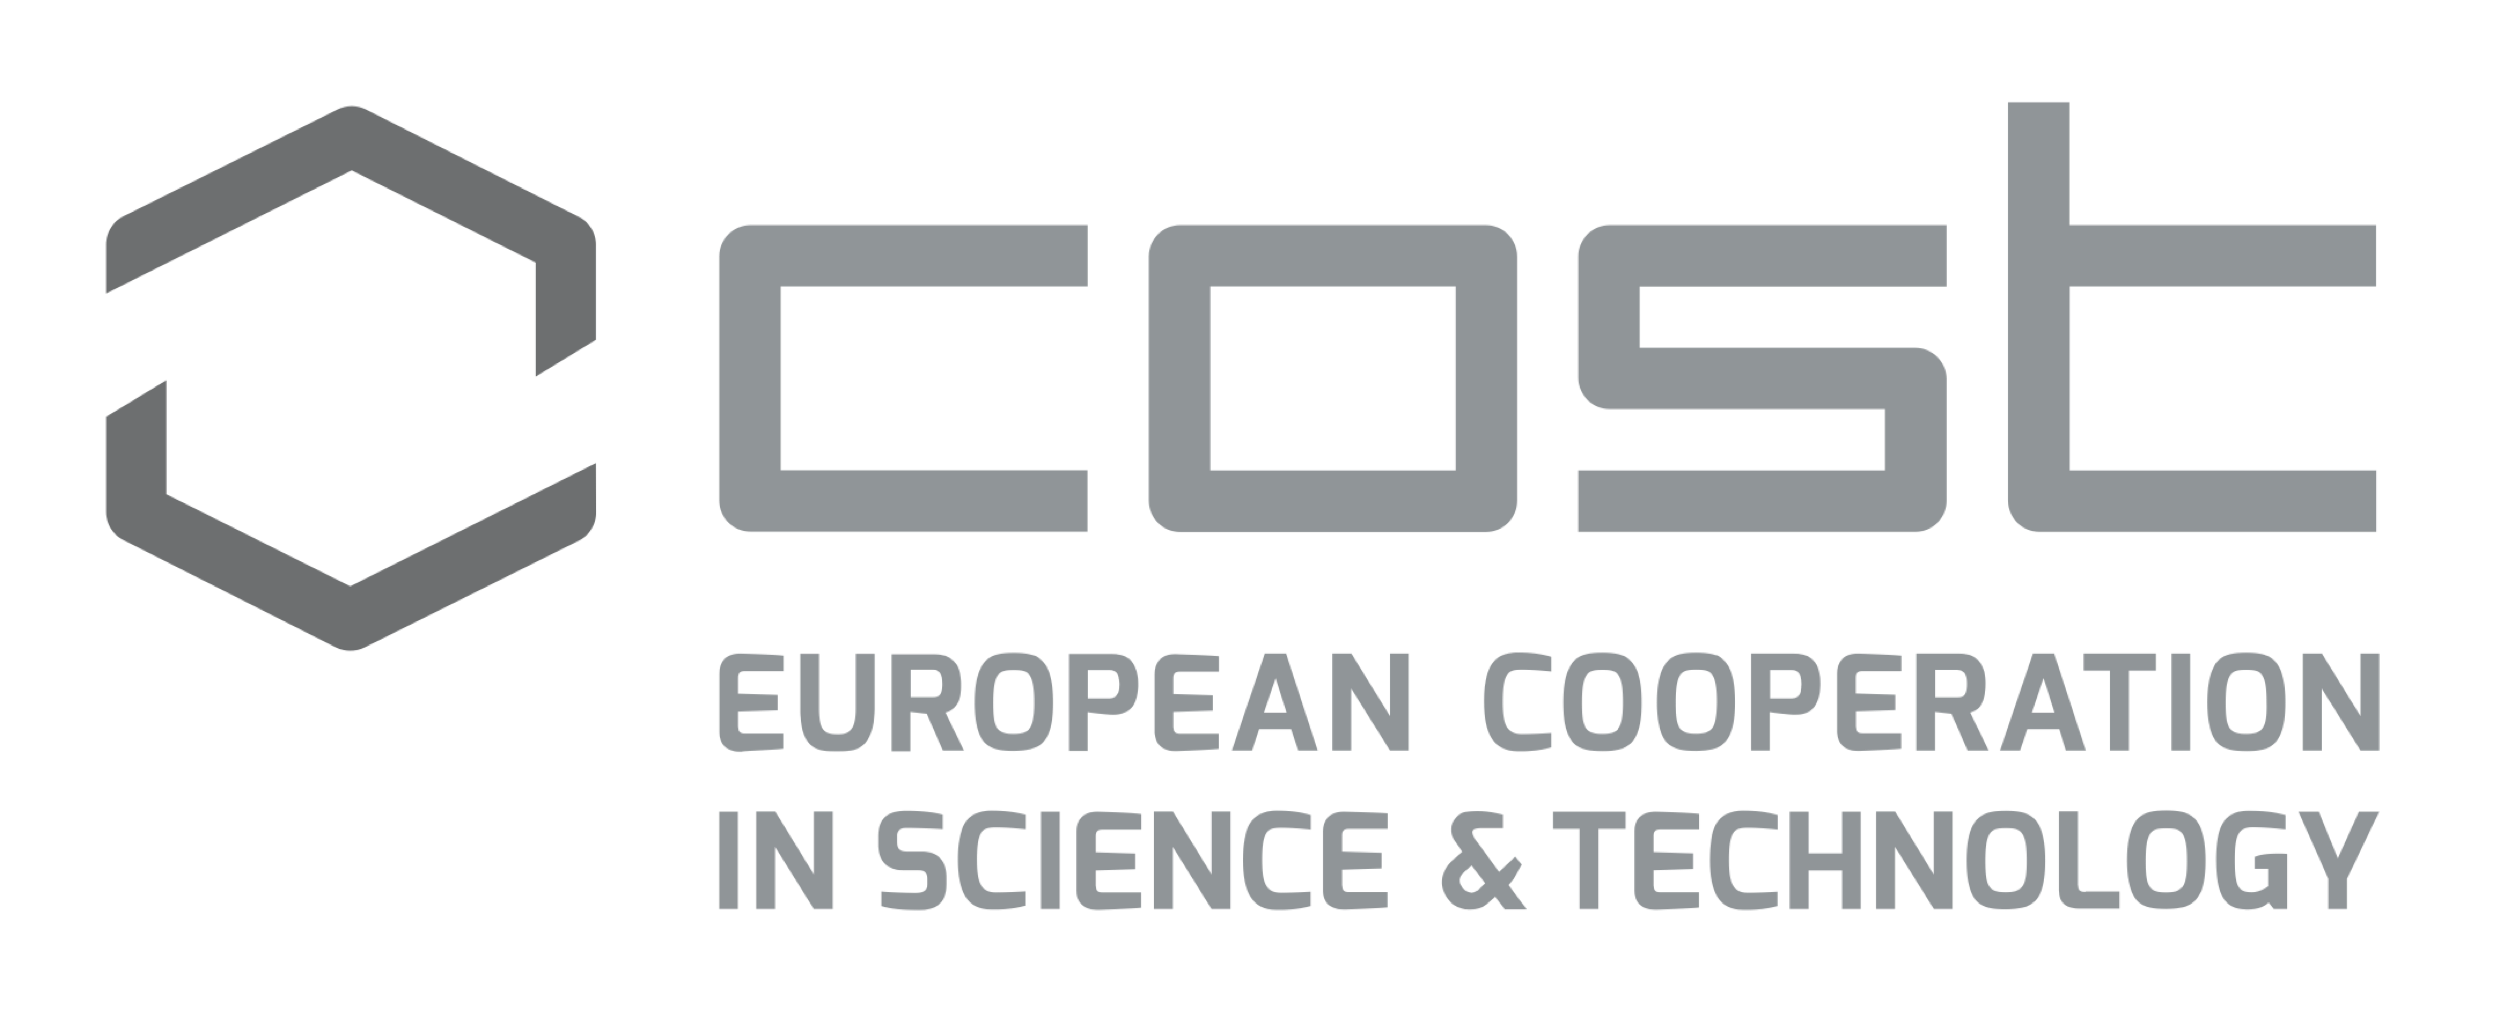 cost
EUROPEAN COOPERATION
IN SCIENCE & TECHNOLOGY